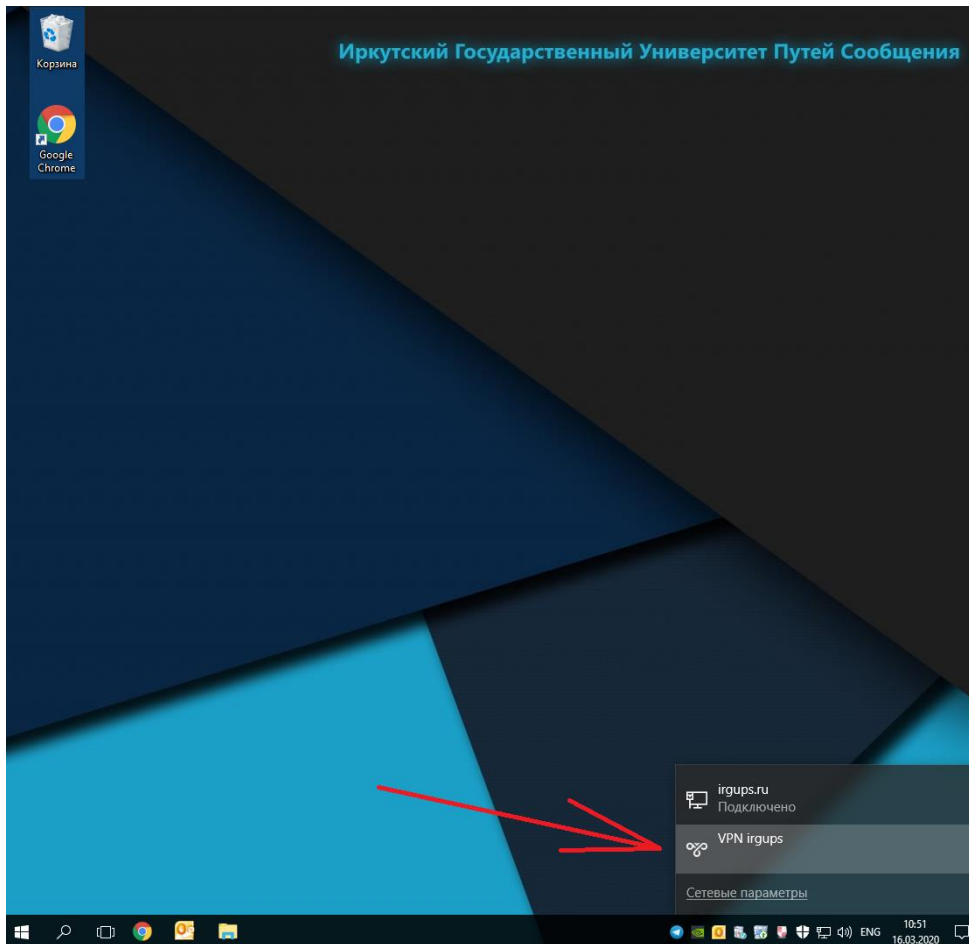 Корзина
Иркутский Государственный Университет Путей Сообщения
Google
Chrome
irgups.ru
Подключено
VPN irgups
Сетевые параметры
ENG
10:51
16.03.2020